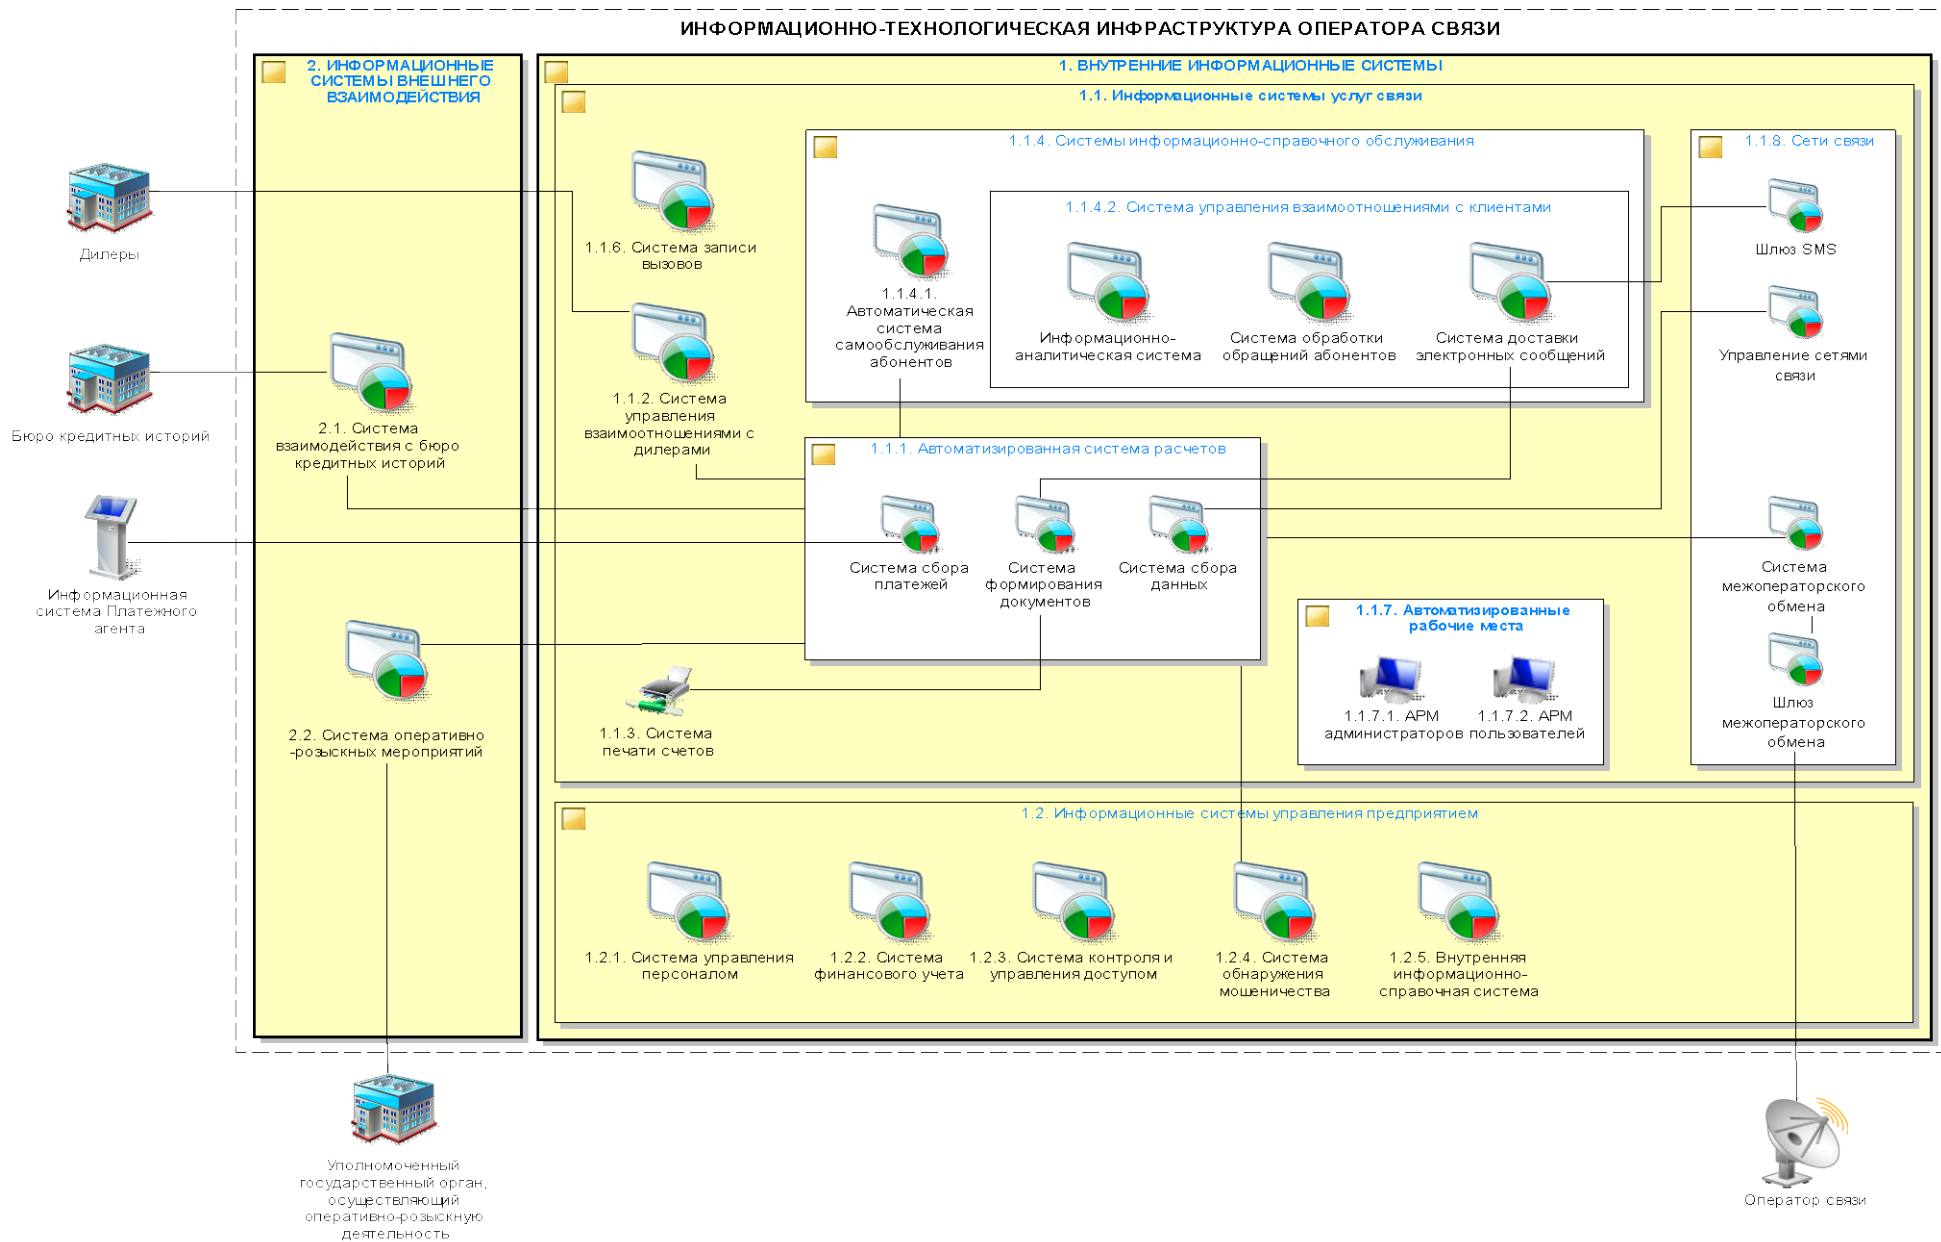 ИНФОРМАЦИОННО-ТЕХНОЛОГИЧЕСКАЯ ИНФРАСТРУКТУРА ОПЕРАТОРА СВЯЗИ
2. ИНФОРМАЦИОННЫЕ
СИСТЕМЫ ВНЕШНЕГО
ВЗАИМОДЕЙСТВИЯ
1. ВНУТРЕННИЕ ИНФОРМАЦИОННЫЕ СИСТЕМЫ
1.1. Информационные системы услуг связи
1.1.4. Системы информационно-справочного обслуживания
1.1.8. Сети связи
1.1.4.2. Система управления взаимоотношениями с клиентами
Дилеры
1.1.6. Система записи
вызовов
Шлюз SMS
1.1.4.1.
Автоматическая
система
самообслуживания
абонентов
Информационно-
аналитическая система
Система обработки
обращений абонентов
Система доставки
электронных сообщений
Управление сетями
связи
Бюро кредитных историй
2.1. Система
взаимодействия с бюро
кредитных историй
1.1.2. Система
управления
взаимоотношениями с
дилерами
1.1.1. Автоматизированная система расчетов
Система сбора
платежей
Система
формирования
документов
Система сбора
данных
Система
межоператорского
обмена
Информационная
система Платежного
агента
1.1.7. Автоматизированные
рабочие места
1.1.7.1. АРМ
администраторов
1.1.7.2. АРМ
пользователей
Шлюз
межоператорского
обмена
2.2. Система оперативно
-розыскных мероприятий
1.1.3. Система
печати счетов
1.2. Информационные системы управления предприятием
1.2.1. Система управления
персоналом
1.2.2. Система
финансового учета
1.2.3. Система контроля и
управления доступом
1.2.4. Система
обнаружения
мошеничества
1.2.5. Внутренняя
информационно-
справочная система
Уполномоченный
государственный орган,
осуществляющий
оперативно-розыскную
деятельность
Оператор связи